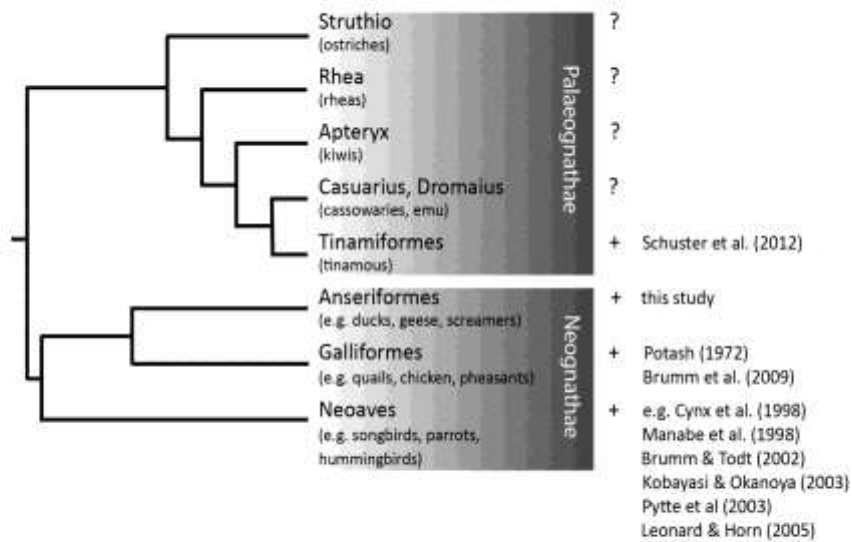 Struthio ?
(ostriches)
Rhea ?
(rheas)
Apteryx ?
(kiwis)
Casuarius, Dromaius ?
(cassowaries, emu)
Tinamiformes + Schuster et al. (2012)
(tinamous)
Palaeognathae
Anseriformes + this study
(e.g. ducks, geese, screamers)
Galliformes + Potash (1972)
(e.g. quails, chicken, pheasants) Brumm et al. (2009)
Neoaves + e.g. Cynx et al. (1998)
(e.g. songbirds, parrots, Manabe et al. (1998)
hummingbirds) Brumm & Todt (2002)
Kobayasi & Okanoya (2003)
Pytte et al (2003)
Leonard & Horn (2005)
Neognathae